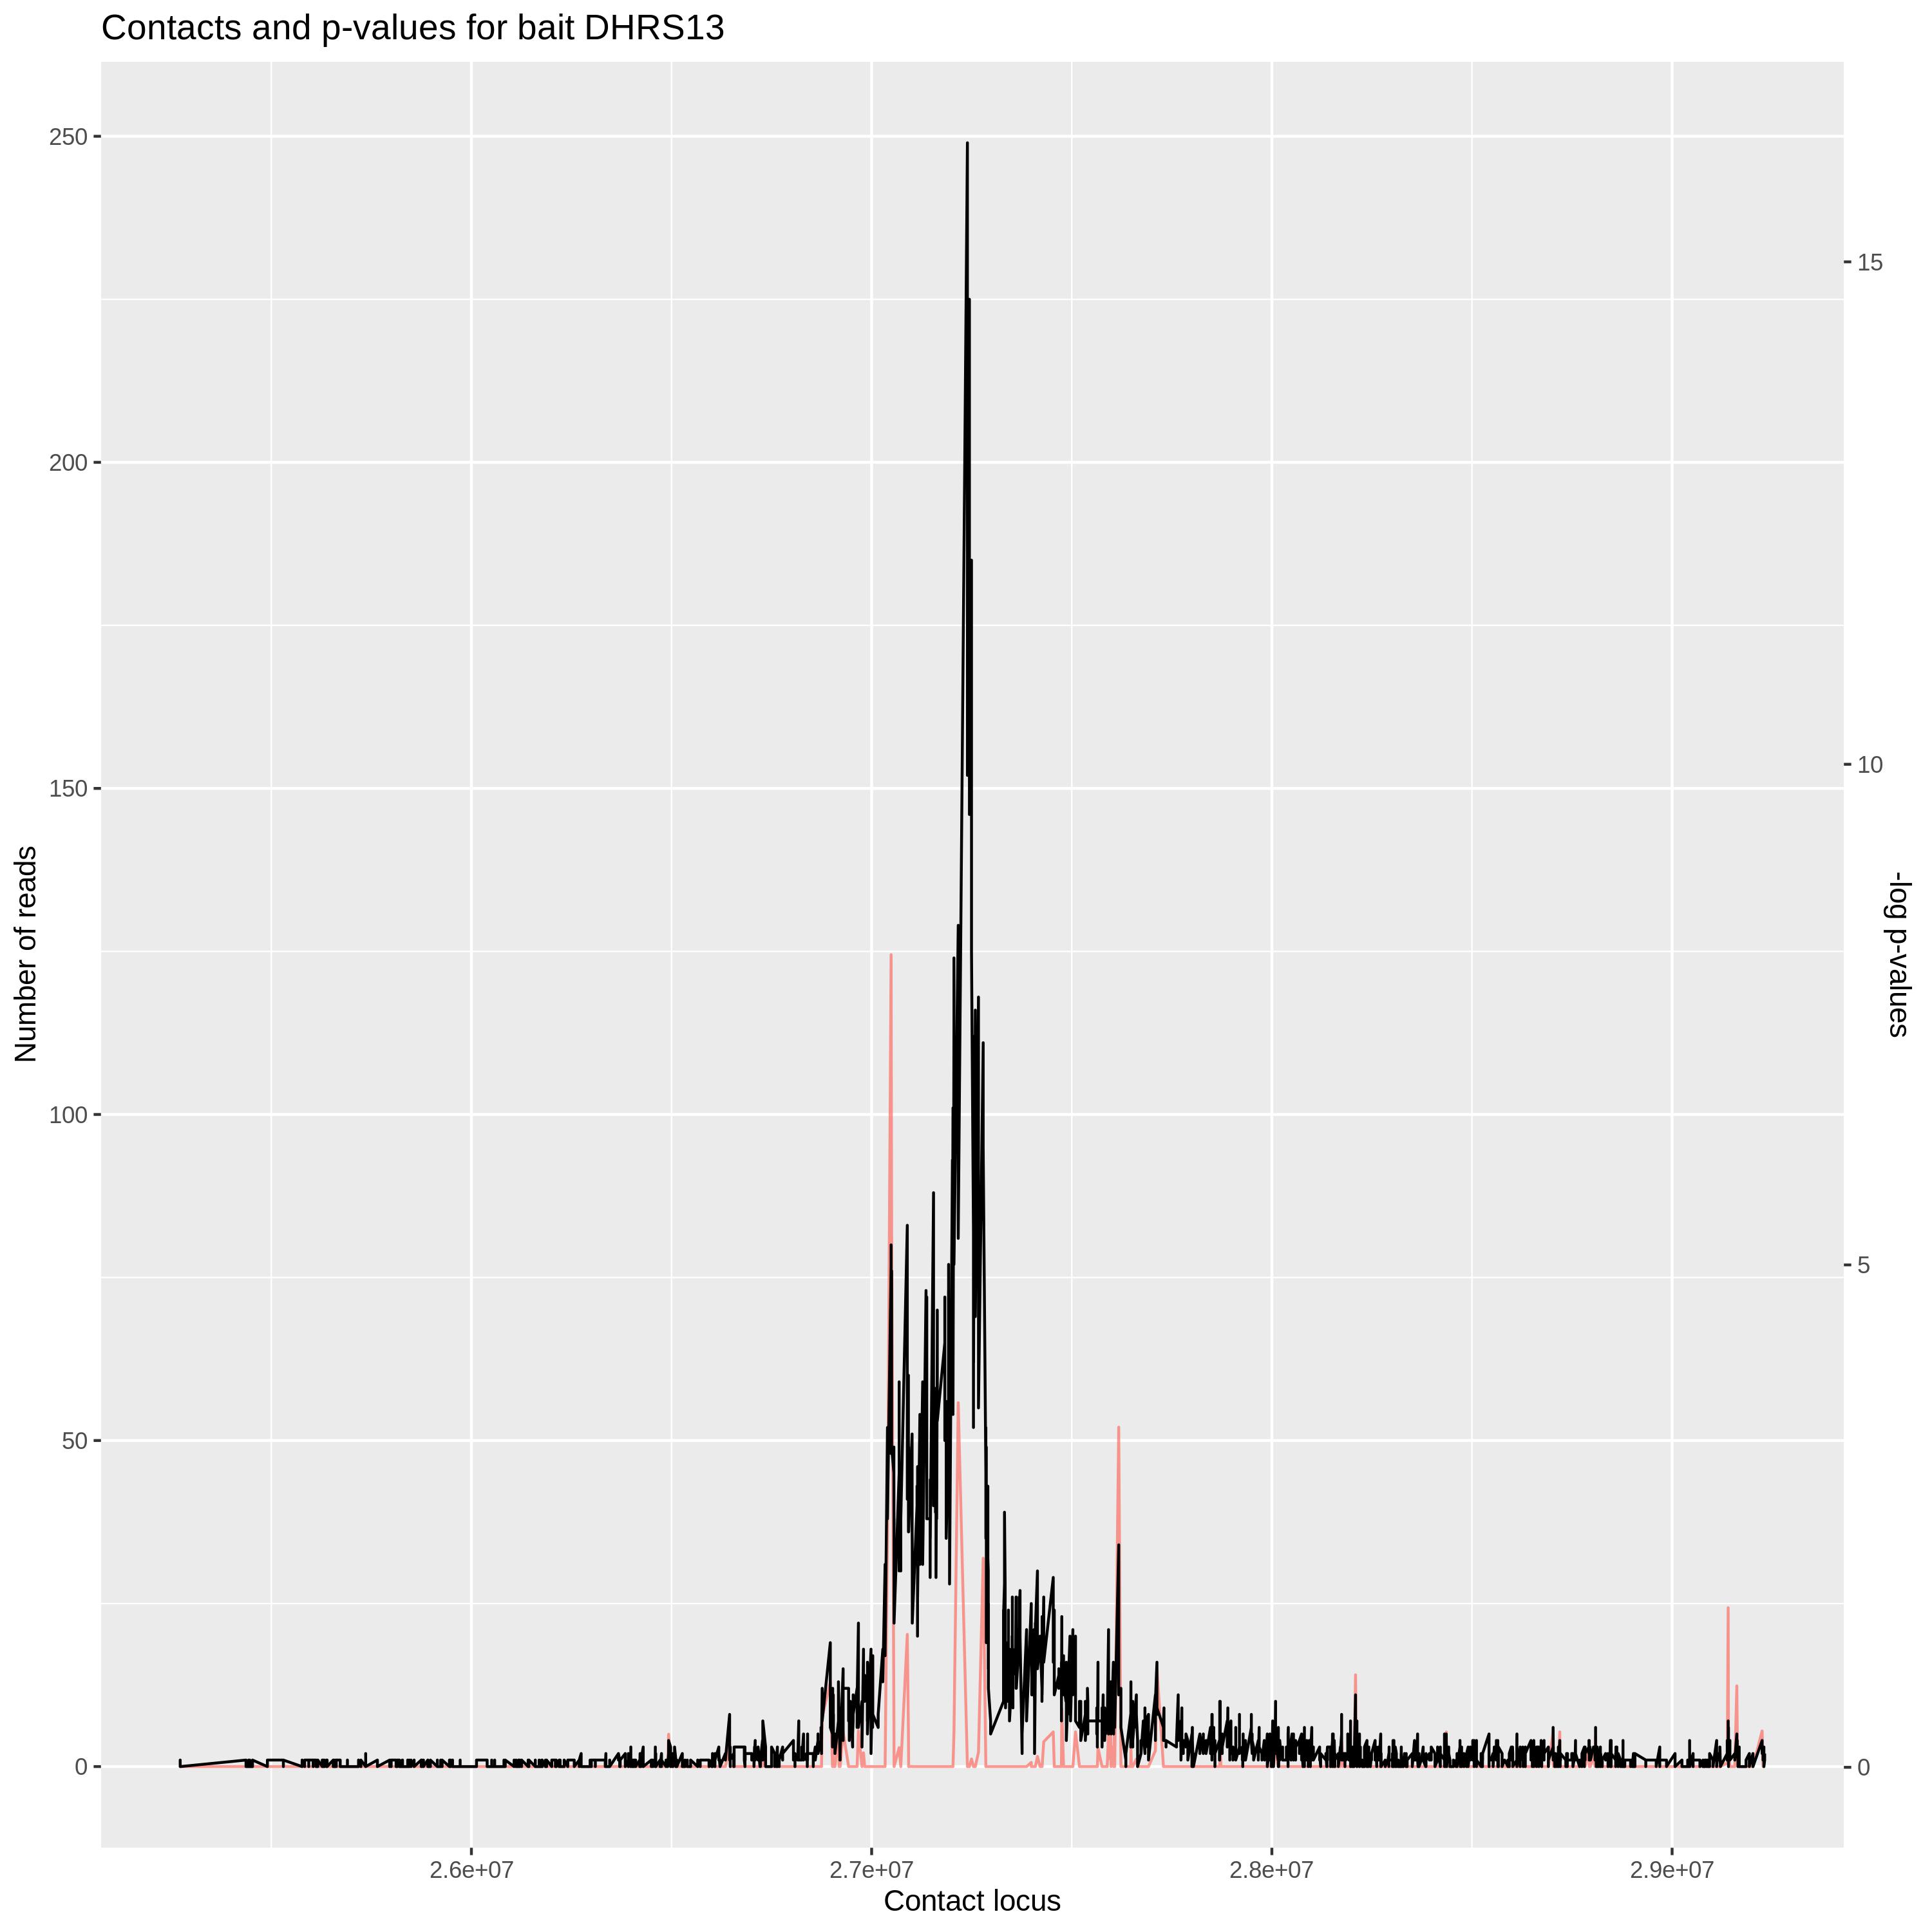 Contacts and p-values for bait DHRS13
250
200
150
100
50
0
Number of reads
15
10
5
0
-log p-values
2.6e+07
2.7e+07
2.8e+07
2.9e+07
Contact locus